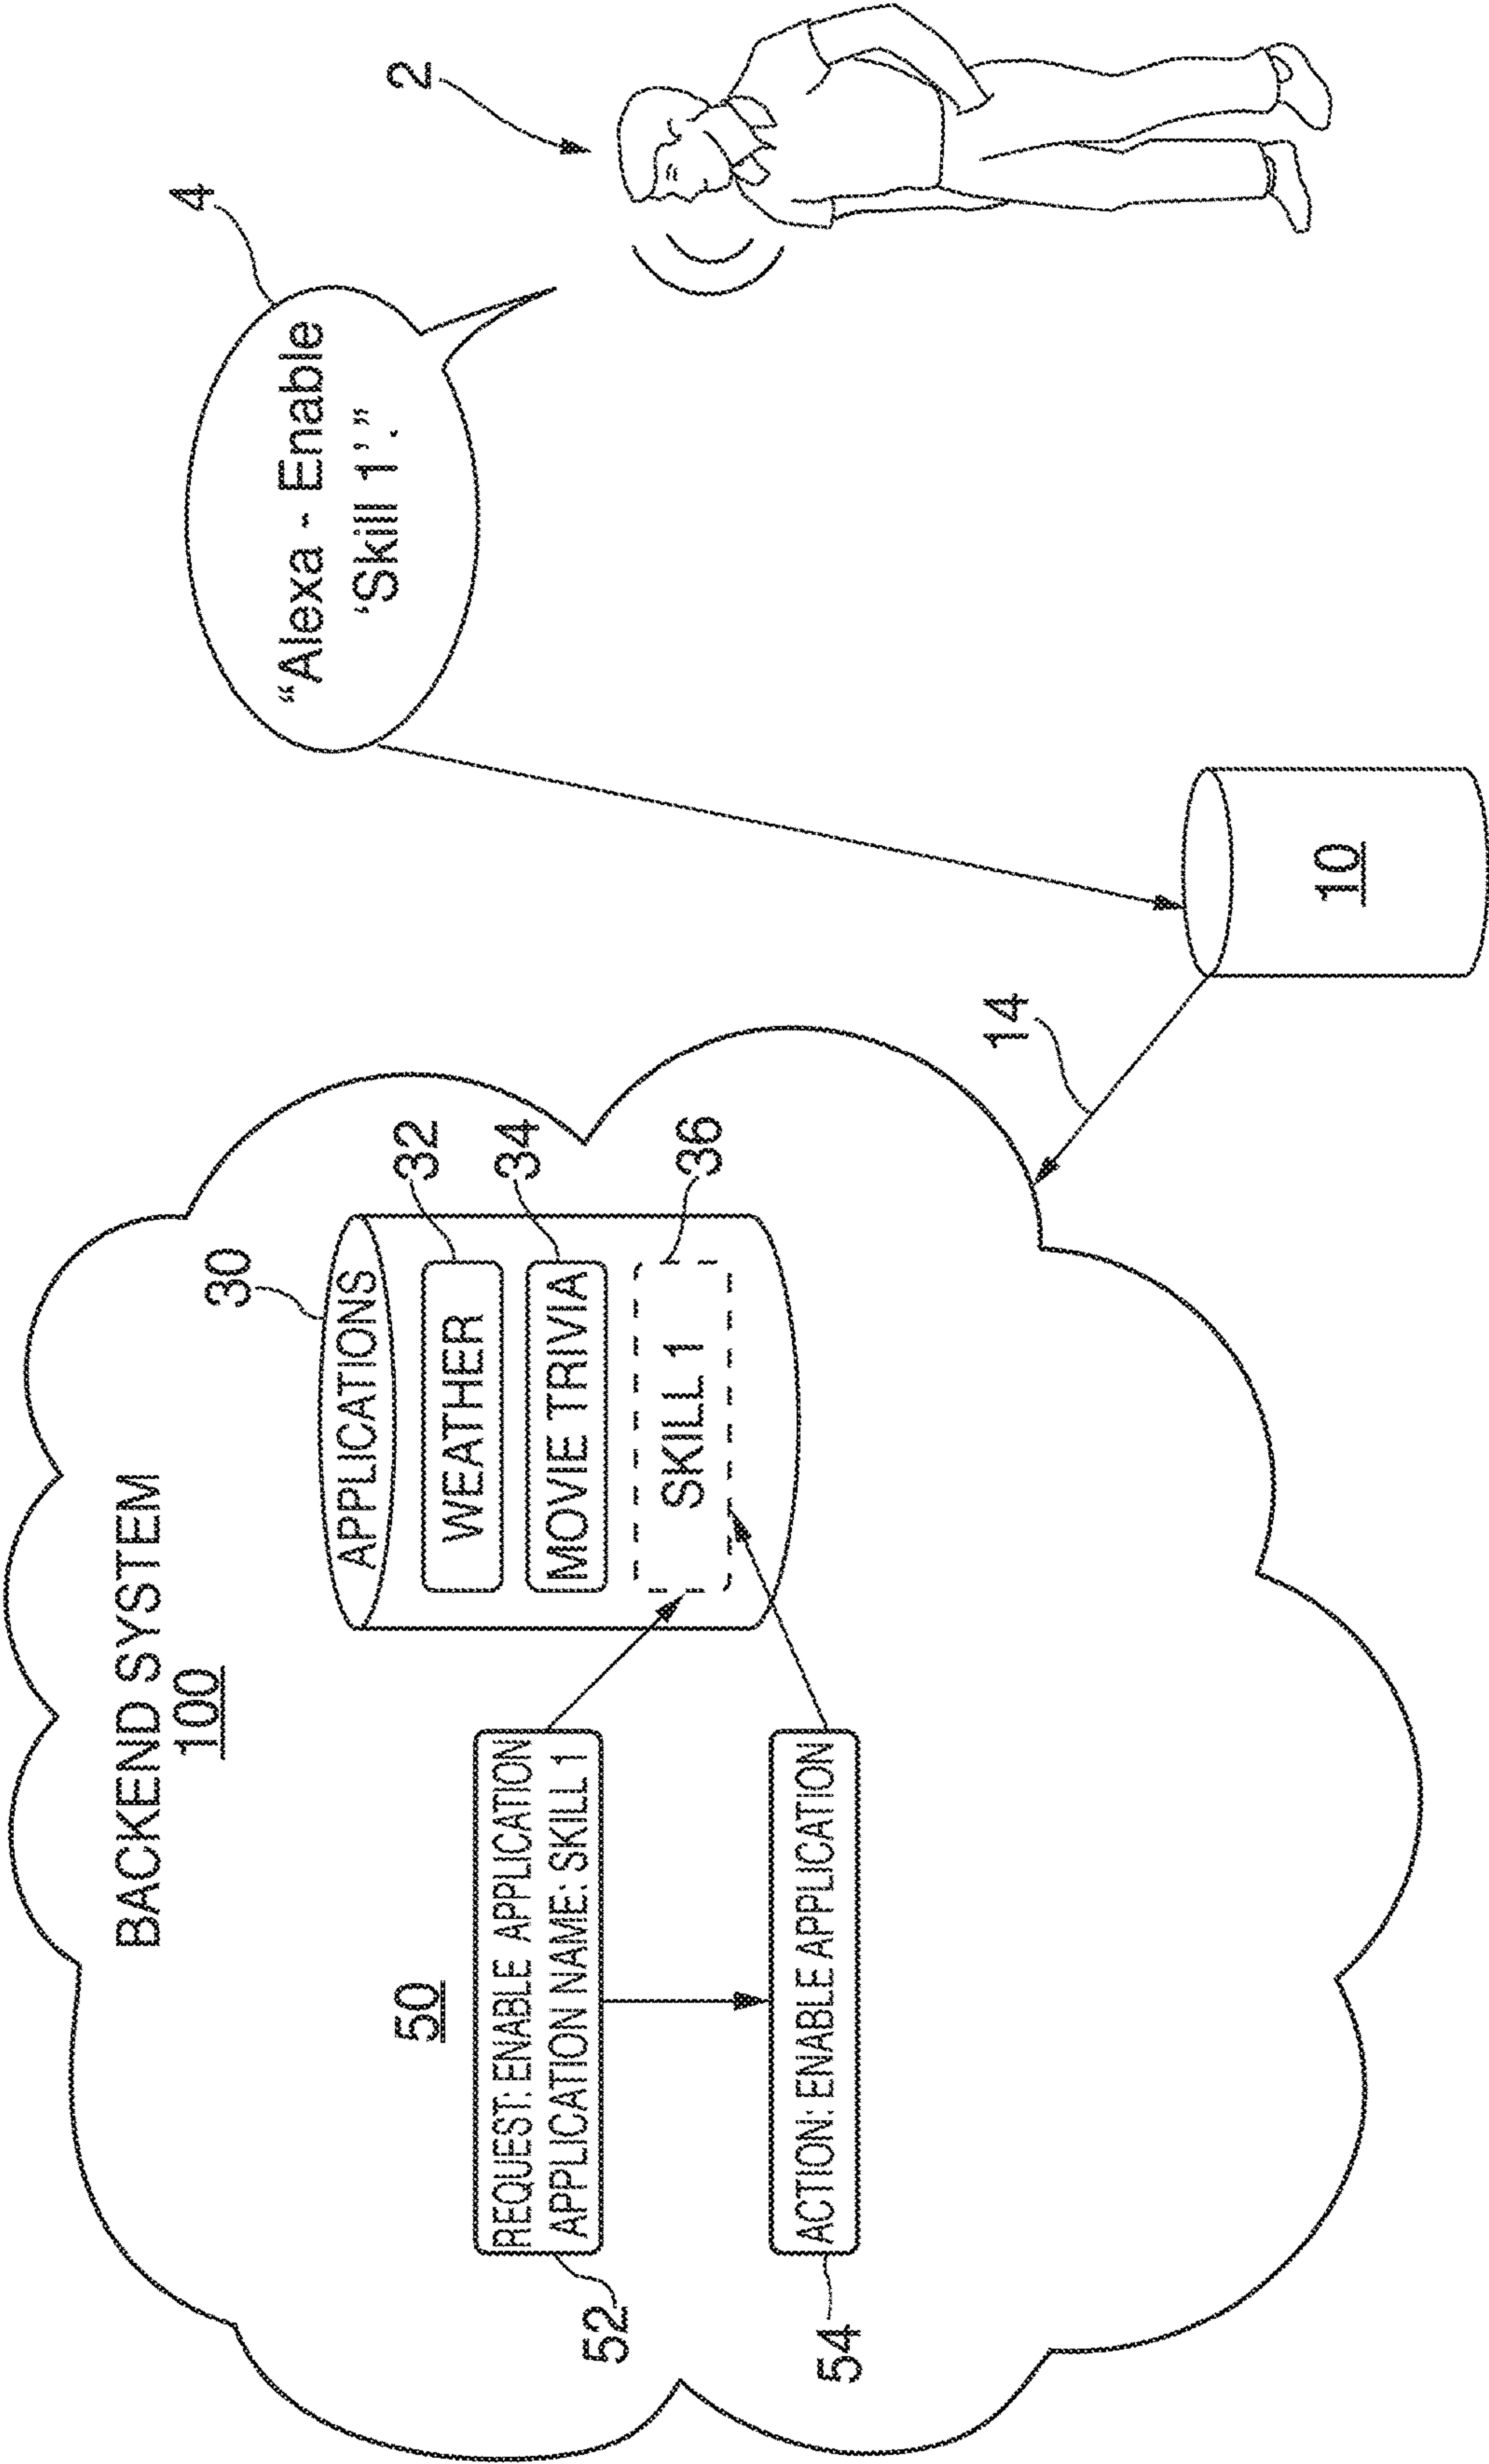 BACKEND SYSTEM
100
30
APPLICATIONS
WEATHER
32
MOVIE TRIVIA
34
SKILL 1
36
50
REQUEST: ENABLE APPLICATION
APPLICATION NAME: SKILL 1
52
ACTION: ENABLE APPLICATION
54
4
“Alexa - Enable
‘Skill 1’.”
2
14
10